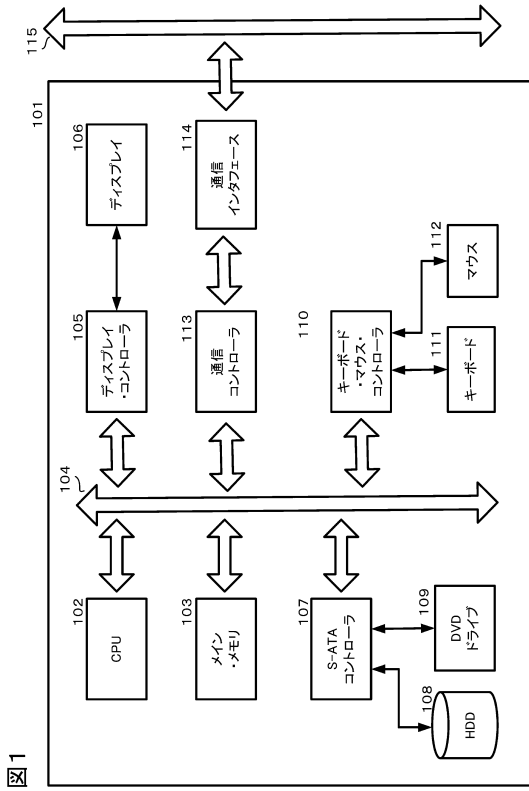 図1
101
115
102
CPU
104
105
ディスプレイ
・コントローラ
106
ディスプレイ
103
メイン
・メモリ
113
通信
コントローラ
114
通信
インタフェース
107
S-ATA
コントローラ
110
キーボード
・マウス・
コントローラ
108
HDD
109
DVD
ドライブ
111
キーボード
112
マウス